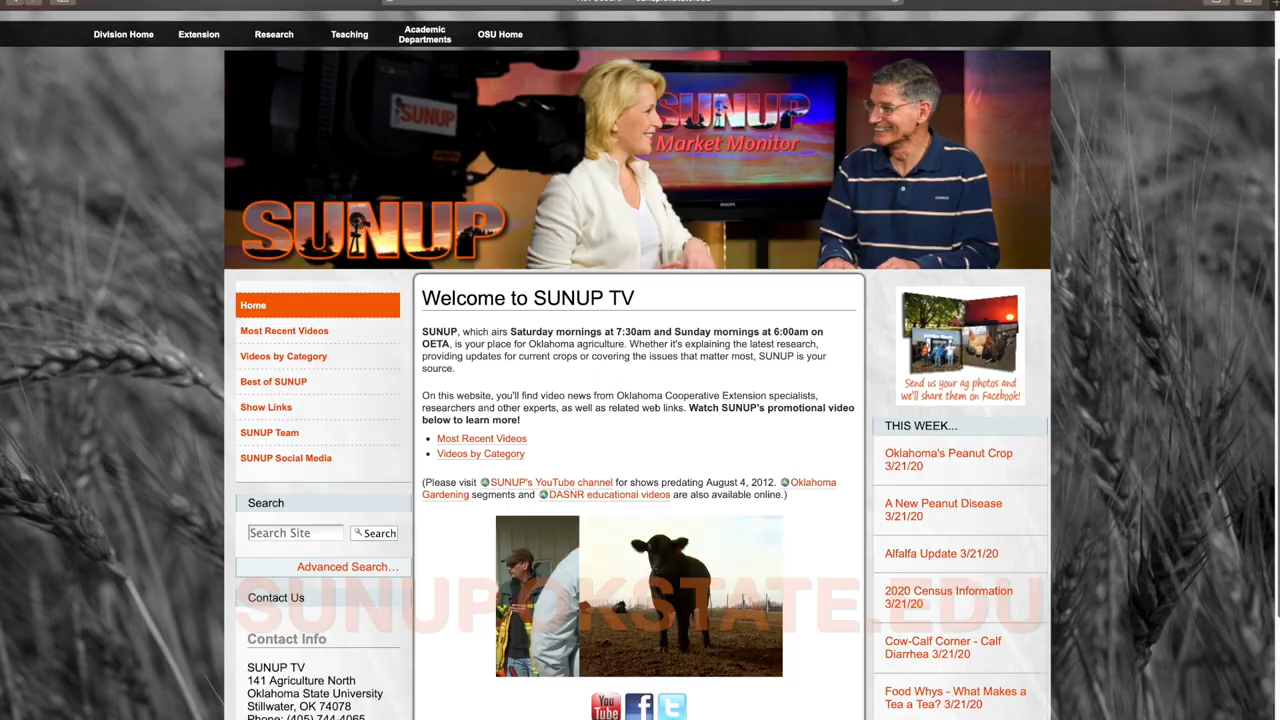 Division Home
Extension
Research
Teaching
Academic
Departments
OSU Home
SUNUP
SUNUP
Market Monitor
SUNUP
Home
Most Recent Videos
Videos by Category
Best of SUNUP
Show Links
SUNUP Team
SUNUP Social Media
Search
Search Site
Search
Advanced Search…
Contact Us
Contact Info
SUNUP TV
141 Agriculture North
Oklahoma State University
Stillwater, OK 74078
Phone: (405) 744-4065
Welcome to SUNUP TV
SUNUP, which airs Saturday mornings at 7:30am and Sunday mornings at 6:00am on
OETA, is your place for Oklahoma agriculture. Whether it's explaining the latest research,
providing updates for current crops or covering the issues that matter most, SUNUP is your
source.
On this website, you'll find video news from Oklahoma Cooperative Extension specialists,
researchers and other experts, as well as related web links. Watch SUNUP's promotional video
below to learn more!
Most Recent Videos
Videos by Category
(Please visit SUNUP's YouTube channel for shows predating August 4, 2012. Oklahoma
Gardening segments and DASNR educational videos are also available online.)
SUNUP.OKSTATE.EDU
You
Tube
Send us your ag photos and
we'll share them on Facebook!
THIS WEEK...
Oklahoma's Peanut Crop
3/21/20
A New Peanut Disease
3/21/20
Alfalfa Update 3/21/20
2020 Census Information
3/21/20
Cow-Calf Corner - Calf
Diarrhea 3/21/20
Food Whys - What Makes a
Tea a Tea? 3/21/20